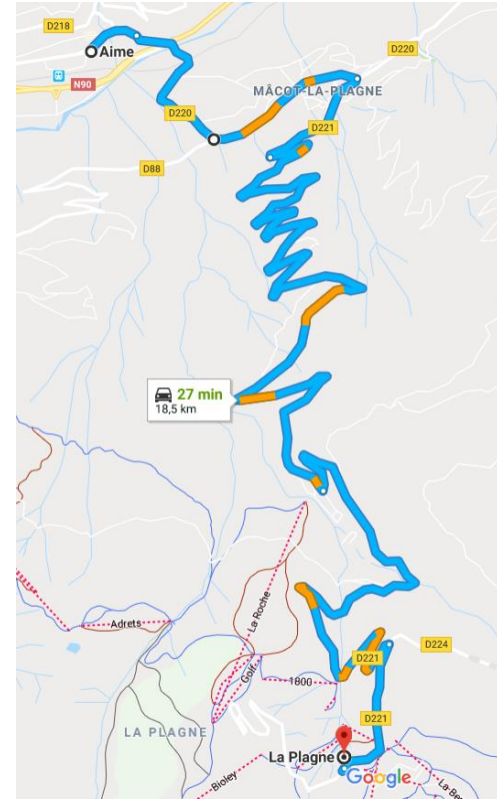 D218
Aime
N90
D220
MÂCOT-LA-PLAGNE
D220
D221
D88
27 min
18,5 km
La Roche
Adrets
Golf
1800
D221
D224
LA PLAGNE
D221
La Plagne
Google
Bioley